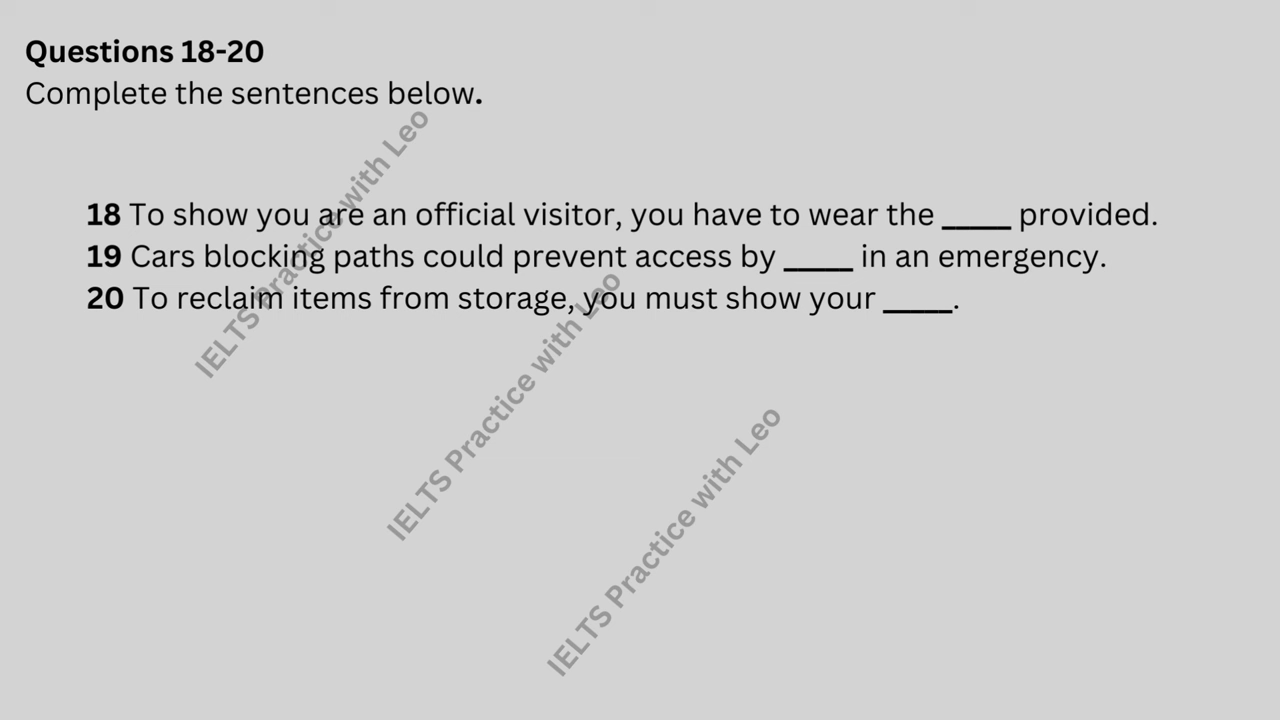 Questions 18-20
Complete the sentences below.
18 To show you are an official visitor, you have to wear the _____ provided.
19 Cars blocking paths could prevent access by _____ in an emergency.
20 To reclaim items from storage, you must show your _____.
IELTS Practice with Leo
IELTS Practice with Leo
IELTS Practice with Leo